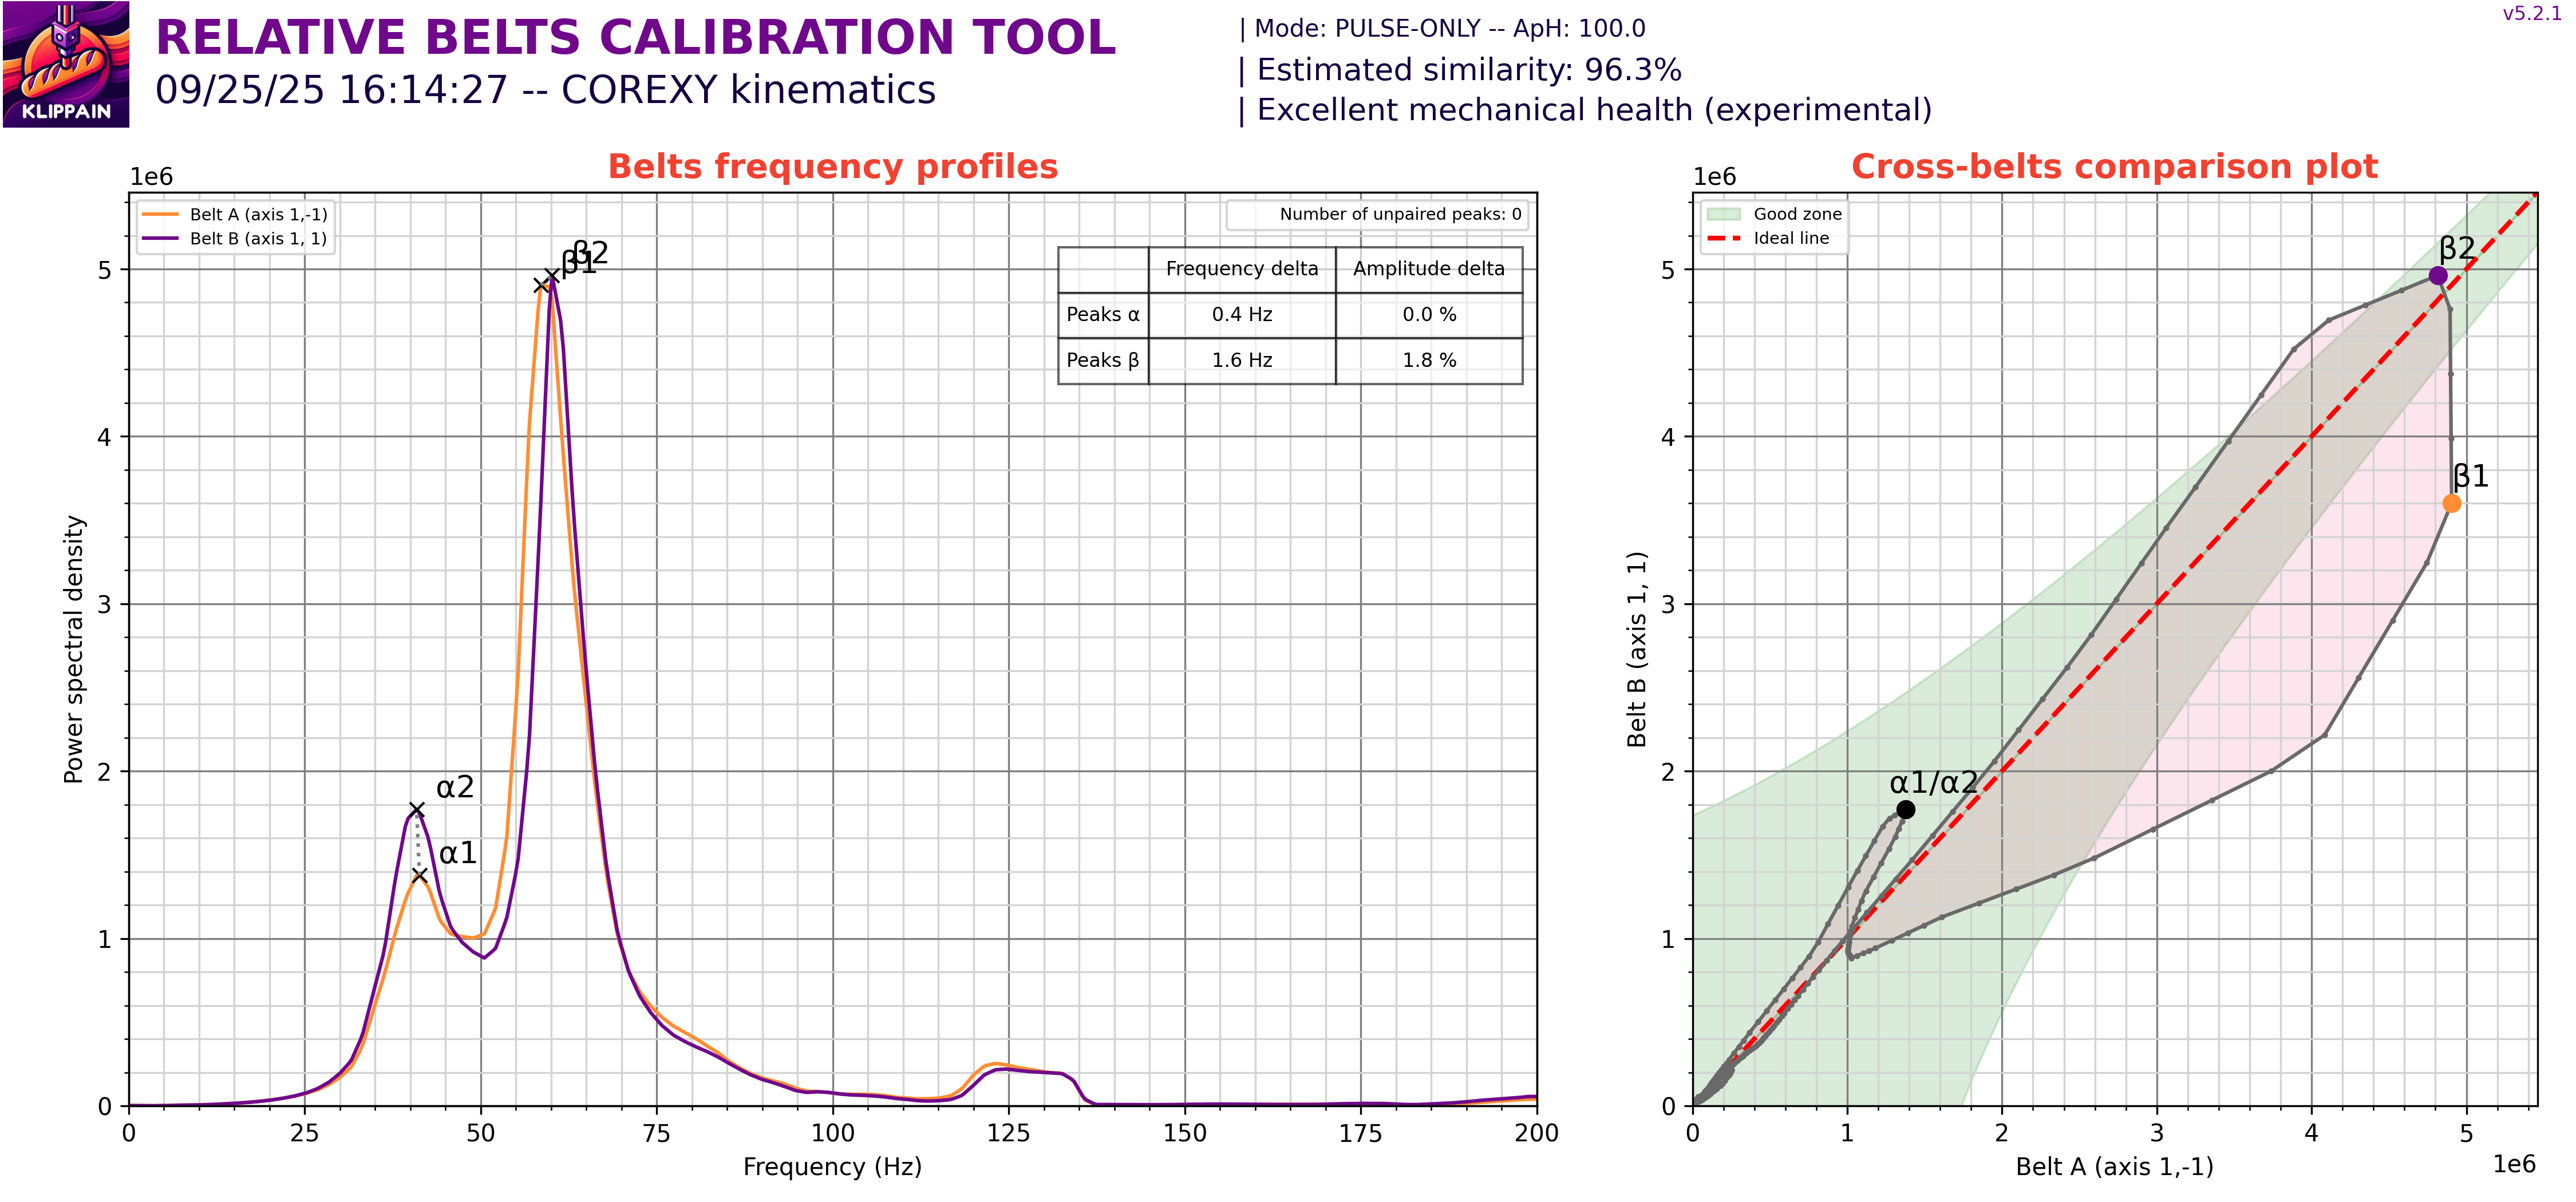 v5.2.1
KLIPPAIN
RELATIVE BELTS CALIBRATION TOOL
09/25/25 16:14:27 -- COREXY kinematics
| Mode: PULSE-ONLY -- ApH: 100.0
| Estimated similarity: 96.3%
| Excellent mechanical health (experimental)
Belts frequency profiles
1e6
Belt A (axis 1,-1)
Belt B (axis 1, 1)
Number of unpaired peaks: 0
Frequency delta Amplitude delta
Peaks α 0.4 Hz 0.0 %
Peaks β 1.6 Hz 1.8 %
β2
β1
α2
α1
5
4
3
2
1
0
Power spectral density
0 25 50 75 100 125 150 175 200
Frequency (Hz)
Cross-belts comparison plot
1e6
Good zone
Ideal line
β2
β1
α1/α2
5
4
3
2
1
0
Belt B (axis 1, 1)
0 1 2 3 4 5
Belt A (axis 1,-1)
1e6